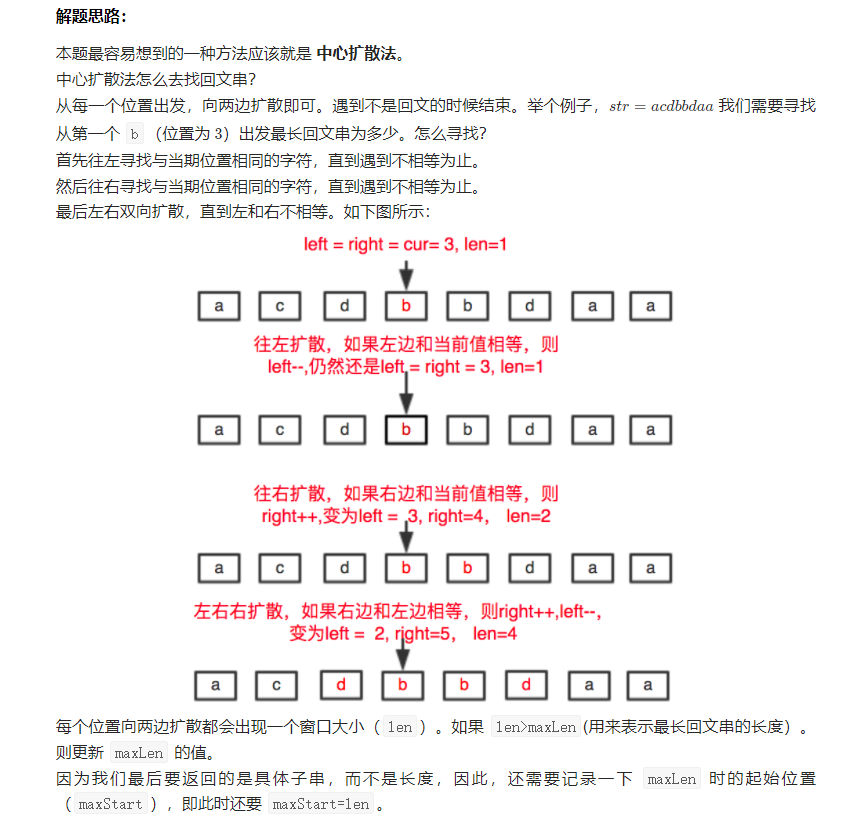 解题思路：
本题最容易想到的一种方法应该就是 中心扩散法。
中心扩散法怎么去找回文串？
从每一个位置出发，向两边扩散即可。遇到不是回文的时候结束。举个例子，str = acdbbdaa 我们需要寻找
从第一个 b （位置为 3）出发最长回文串为多少。怎么寻找？
首先往左寻找与当期位置相同的字符，直到遇到不相等为止。
然后往右寻找与当期位置相同的字符，直到遇到不相等为止。
最后左右双向扩散，直到左和右不相等。如下图所示：
left = right = cur= 3, len=1
a c d b b d a a
往左扩散，如果左边和当前值相等，则
left--,仍然还是left = right = 3, len=1
a c d b b d a a
往右扩散，如果右边和当前值相等，则
right++,变为left = 3, right=4， len=2
a c d b b d a a
左右右扩散，如果右边和左边相等，则right++,left--,
变为left = 2, right=5， len=4
a c d b b d a a
每个位置向两边扩散都会出现一个窗口大小（ len ）。如果 len>maxLen (用来表示最长回文串的长度）。
则更新 maxLen 的值。
因为我们最后要返回的是具体子串，而不是长度，因此，还需要记录一下 maxLen 时的起始位置
（ maxStart ），即此时还要 maxStart=len 。